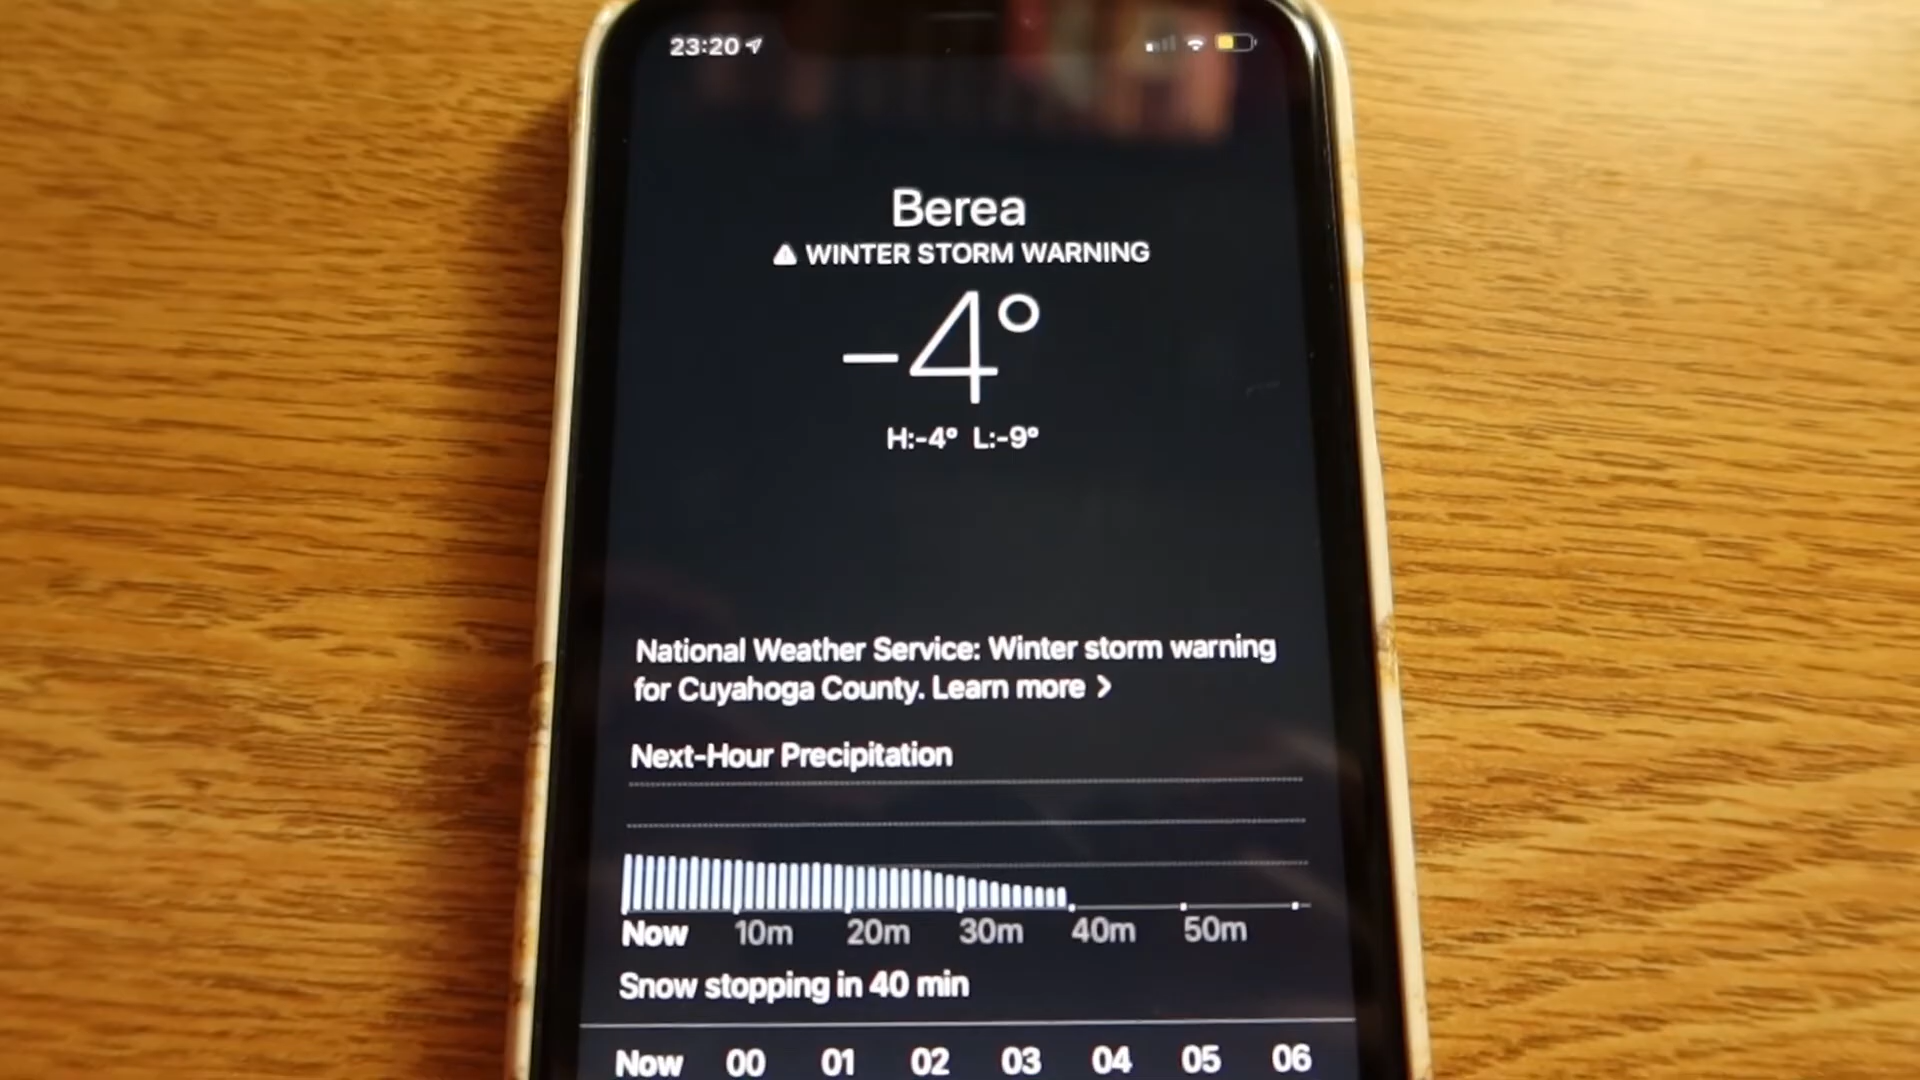 23:20
Berea
WINTER STORM WARNING
–4°
H:-4° L:-9°
National Weather Service: Winter storm warning
for Cuyahoga County. Learn more >
Next-Hour Precipitation
Now 10m 20m 30m 40m 50m
Snow stopping in 40 min
Now 00 01 02 03 04 05 06